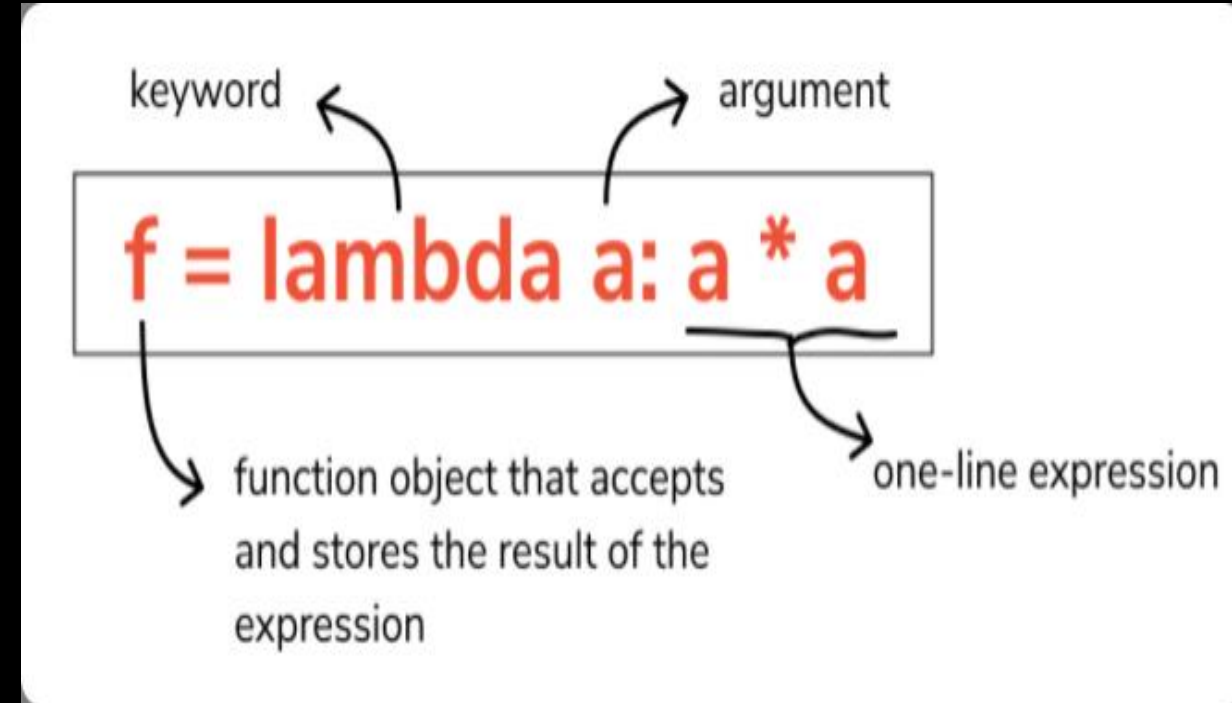 keyword
argument
f = lambda a: a * a
function object that accepts
and stores the result of the
expression
one-line expression